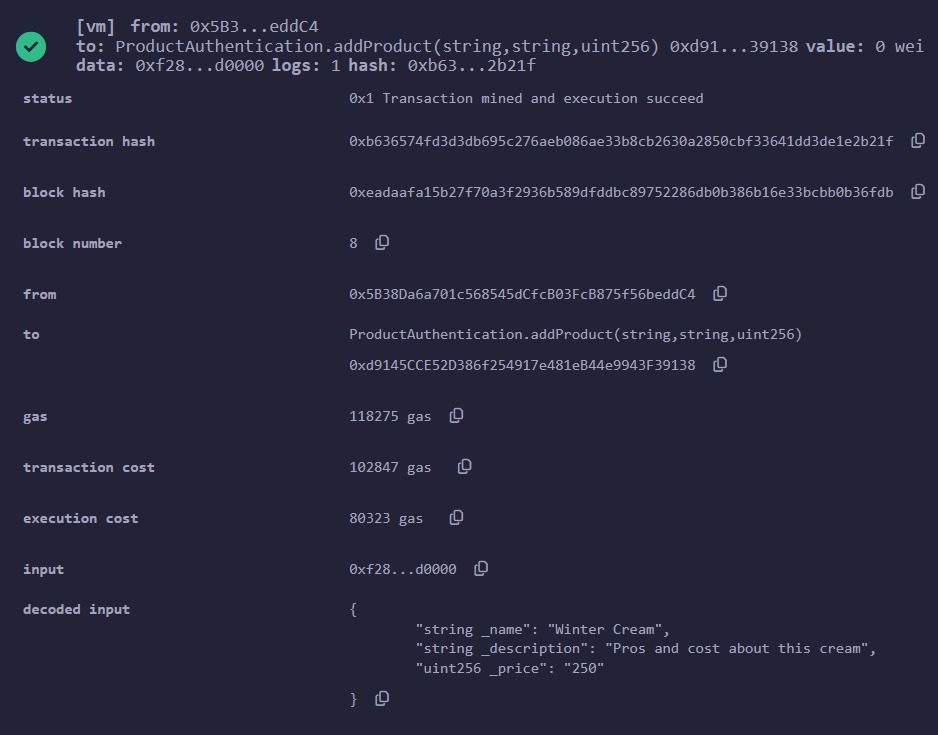 [vm] from: 0x5B3...eddC4
to: ProductAuthentication.addProduct(string,string,uint256) 0xd91...39138 value: 0 wei
data: 0xf28...d0000 logs: 1 hash: 0xb63...2b21f
status 0x1 Transaction mined and execution succeed
transaction hash 0xb636574fd3d3db695c276aeb086ae33b8cb2630a2850cbf33641dd3de1e2b21f
block hash 0xeadaafa15b27f70a3f2936b589dfddbc89752286db0b386b16e33bcbb0b36fdb
block number 8
from 0x5B38Da6a701c568545dCfcB03FcB875f56beddC4
to ProductAuthentication.addProduct(string,string,uint256)
0xd9145CCE52D386f254917e481eB44e9943F39138
gas 118275 gas
transaction cost 102847 gas
execution cost 80323 gas
input 0xf28...d0000
decoded input {
"string _name": "Winter Cream",
"string _description": "Pros and cost about this cream",
"uint256 _price": "250"
}